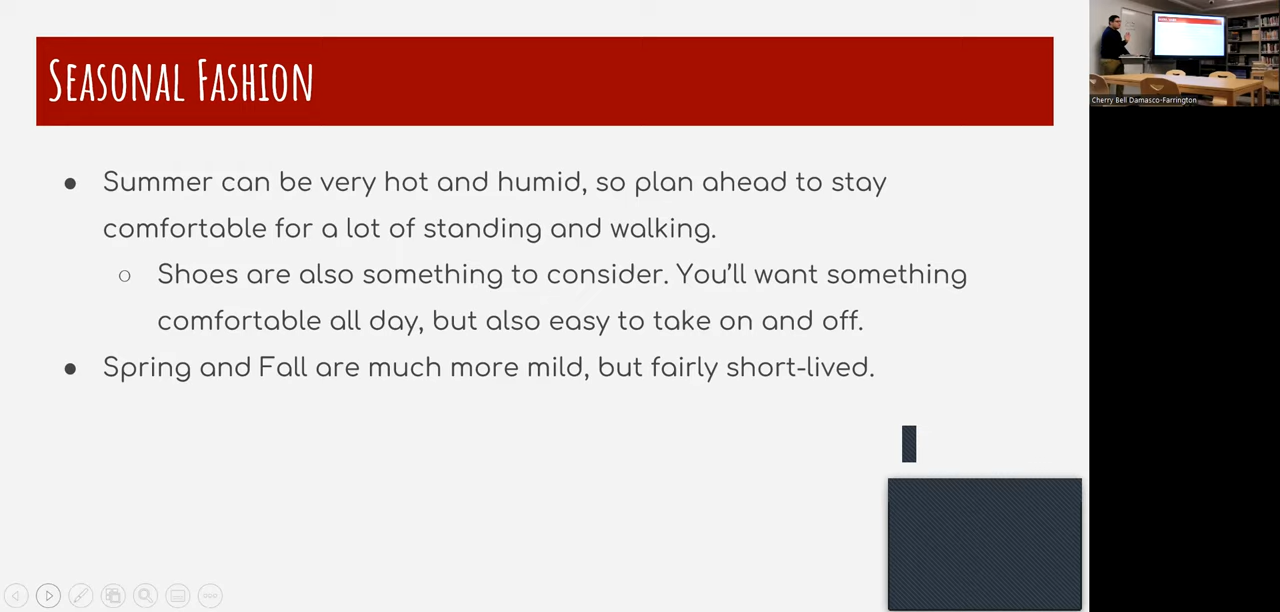 Seasonal Fashion
● Summer can be very hot and humid, so plan ahead to stay
comfortable for a lot of standing and walking.
○ Shoes are also something to consider. You'll want something
comfortable all day, but also easy to take on and off.
● Spring and Fall are much more mild, but fairly short-lived.
Cherry Bell Damasco-Farrington